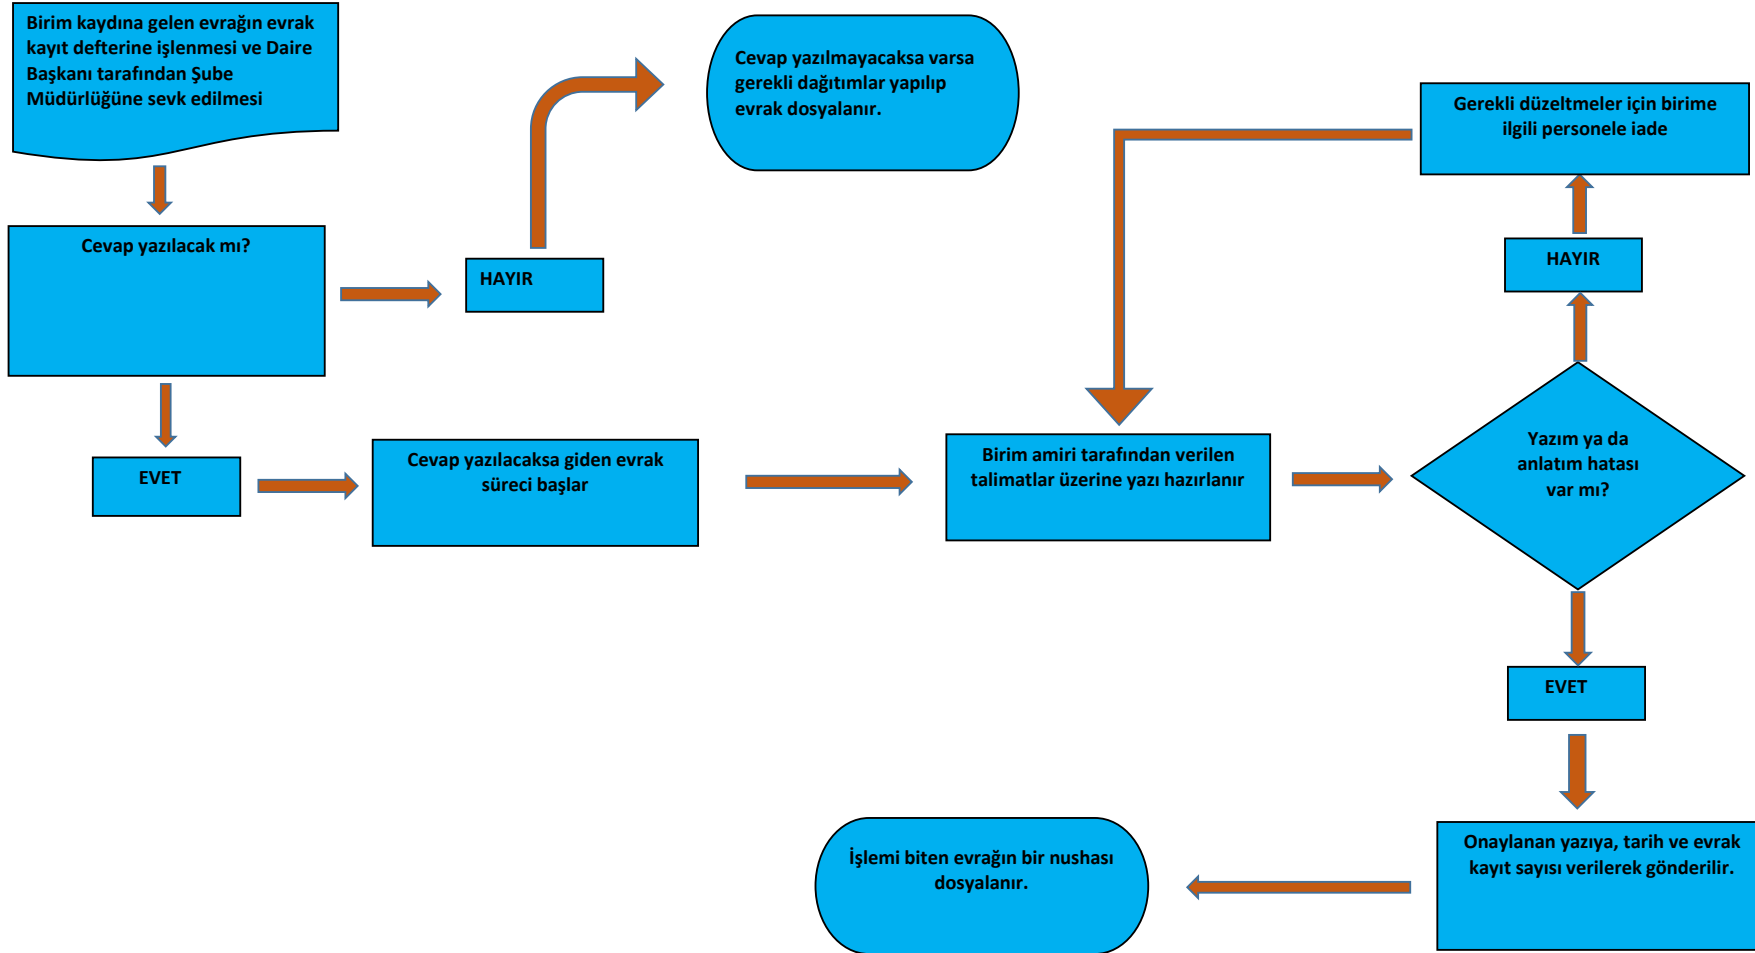 Birim kaydına gelen evrağın evrak
kayıt defterine işlenmesi ve Daire
Başkanı tarafından Şube
Müdürlüğüne sevk edilmesi
Cevap yazılmayacaksa varsa
gerekli dağıtımlar yapılıp
evrak dosyalanır.
Gerekli düzeltmeler için birime
ilgili personele iade
Cevap yazılacak mı?
HAYIR
HAYIR
EVET
Cevap yazılacaksa giden evrak
süreci başlar
Birim amiri tarafından verilen
talimatlar üzerine yazı hazırlanır
Yazım ya da
anlatım hatası
var mı?
EVET
Onaylanan yazıya, tarih ve evrak
kayıt sayısı verilerek gönderilir.
İşlemi biten evrağın bir nushası
dosyalanır.